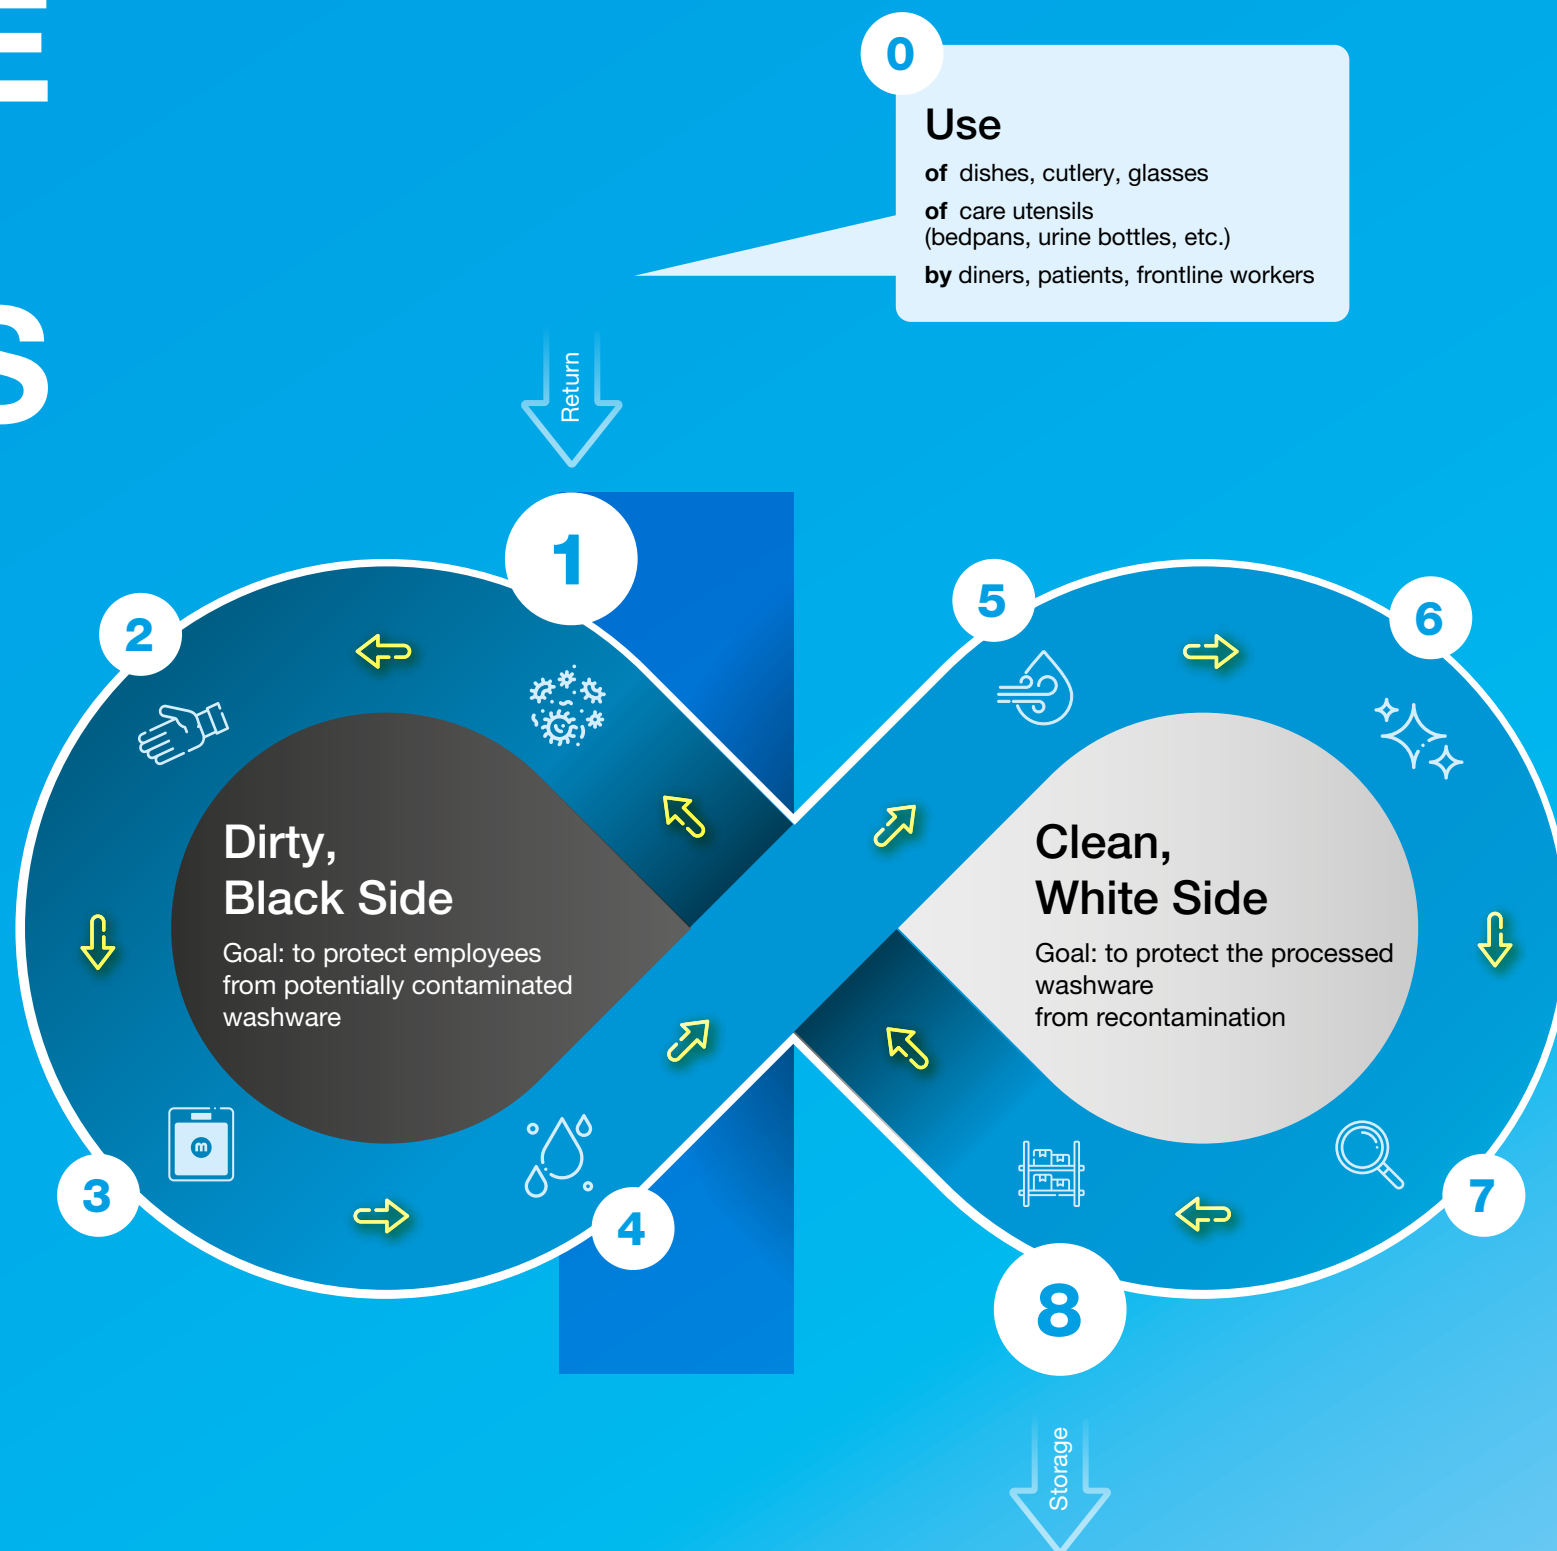 E
S
0
Use
of dishes, cutlery, glasses
of care utensils
(bedpans, urine bottles, etc.)
by diners, patients, frontline workers
Return
1
2
5
6
Dirty,
Black Side
Goal: to protect employees
from potentially contaminated
washware
Clean,
White Side
Goal: to protect the processed
washware
from recontamination
m
3
4
7
8
Storage